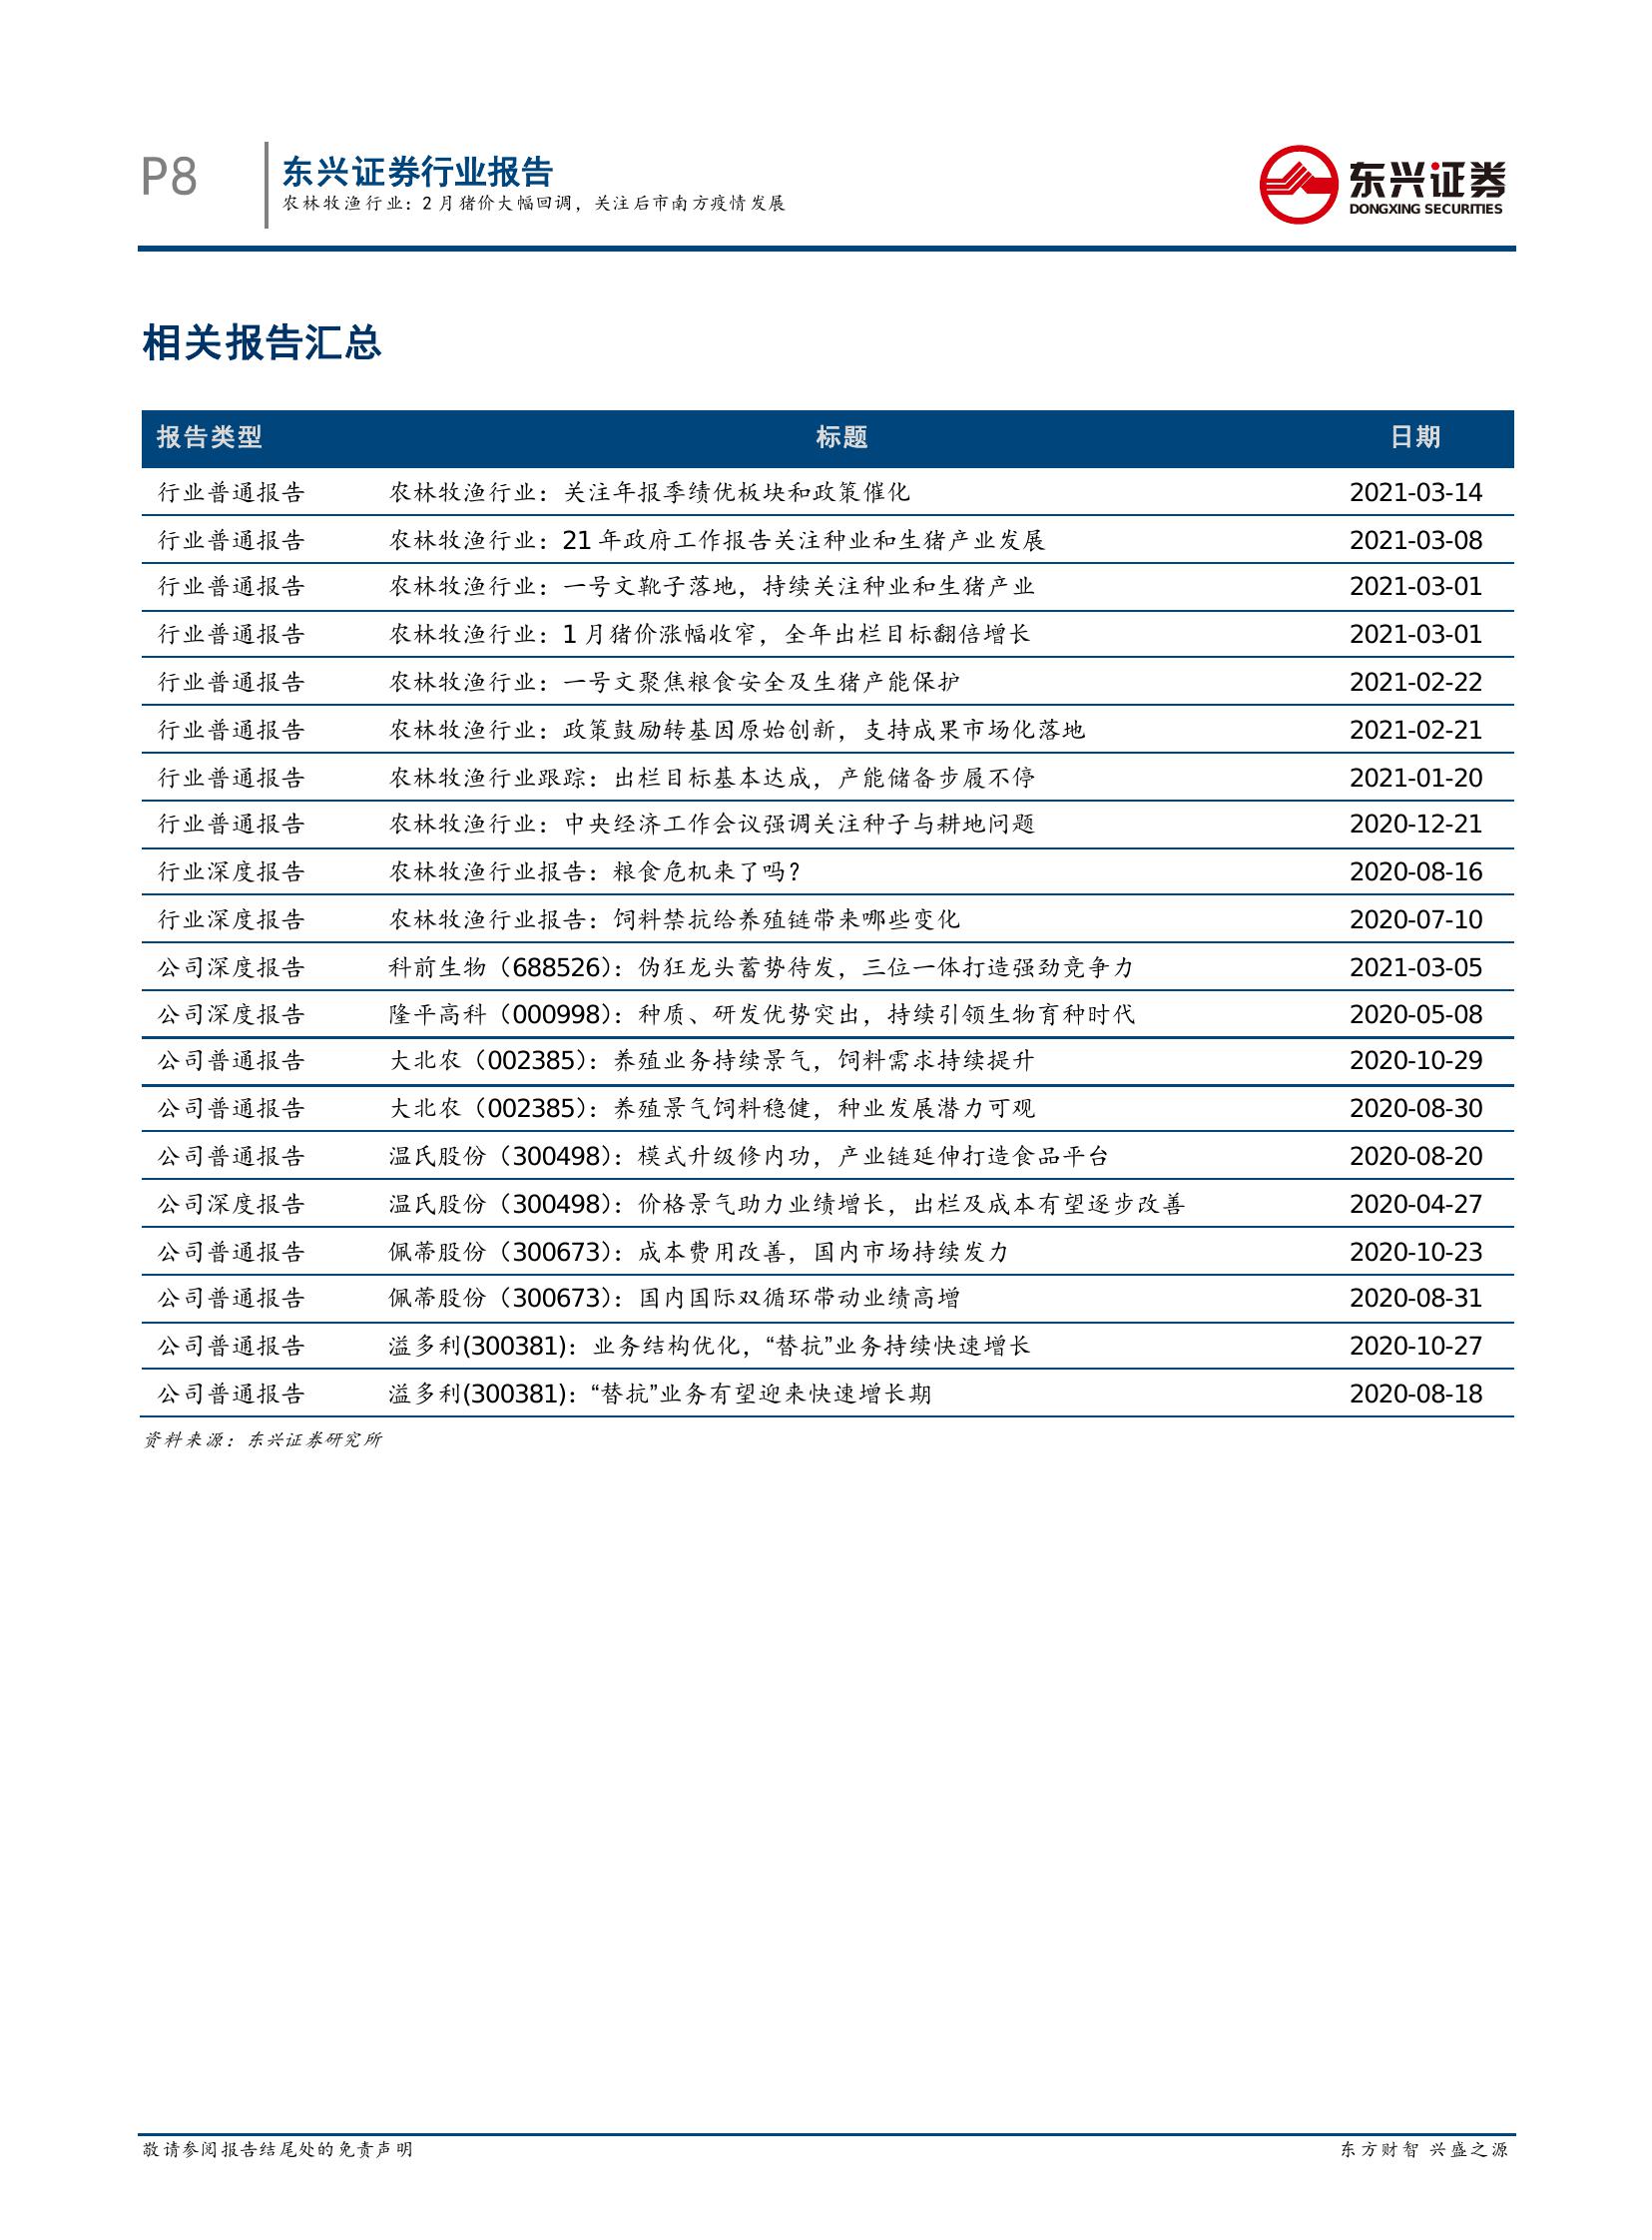 P8
东兴证券行业报告
农林牧渔行业：2 月猪价大幅回调，关注后市南方疫情发展
东兴证券
DONGXING SECURITIES
相关报告汇总
报告类型 标题 日期
行业普通报告 农林牧渔行业：关注年报季绩优板块和政策催化 2021-03-14
行业普通报告 农林牧渔行业：21 年政府工作报告关注种业和生猪产业发展 2021-03-08
行业普通报告 农林牧渔行业：一号文靴子落地，持续关注种业和生猪产业 2021-03-01
行业普通报告 农林牧渔行业：1 月猪价涨幅收窄，全年出栏目标翻倍增长 2021-03-01
行业普通报告 农林牧渔行业：一号文聚焦粮食安全及生猪产能保护 2021-02-22
行业普通报告 农林牧渔行业：政策鼓励转基因原始创新，支持成果市场化落地 2021-02-21
行业普通报告 农林牧渔行业跟踪：出栏目标基本达成，产能储备步履不停 2021-01-20
行业普通报告 农林牧渔行业：中央经济工作会议强调关注种子与耕地问题 2020-12-21
行业深度报告 农林牧渔行业报告：粮食危机来了吗？ 2020-08-16
行业深度报告 农林牧渔行业报告：饲料禁抗给养殖链带来哪些变化 2020-07-10
公司深度报告 科前生物（688526）：伪狂龙头蓄势待发，三位一体打造强劲竞争力 2021-03-05
公司深度报告 隆平高科（000998）：种质、研发优势突出，持续引领生物育种时代 2020-05-08
公司普通报告 大北农（002385）：养殖业务持续景气，饲料需求持续提升 2020-10-29
公司普通报告 大北农（002385）：养殖景气饲料稳健，种业发展潜力可观 2020-08-30
公司普通报告 温氏股份（300498）：模式升级修内功，产业链延伸打造食品平台 2020-08-20
公司深度报告 温氏股份（300498）：价格景气助力业绩增长，出栏及成本有望逐步改善 2020-04-27
公司普通报告 佩蒂股份（300673）：成本费用改善，国内市场持续发力 2020-10-23
公司普通报告 佩蒂股份（300673）：国内国际双循环带动业绩高增 2020-08-31
公司普通报告 溢多利(300381)：业务结构优化，“替抗”业务持续快速增长 2020-10-27
公司普通报告 溢多利(300381)：“替抗”业务有望迎来快速增长期 2020-08-18
资料来源：东兴证券研究所
敬请参阅报告结尾处的免责声明 东方财智 兴盛之源